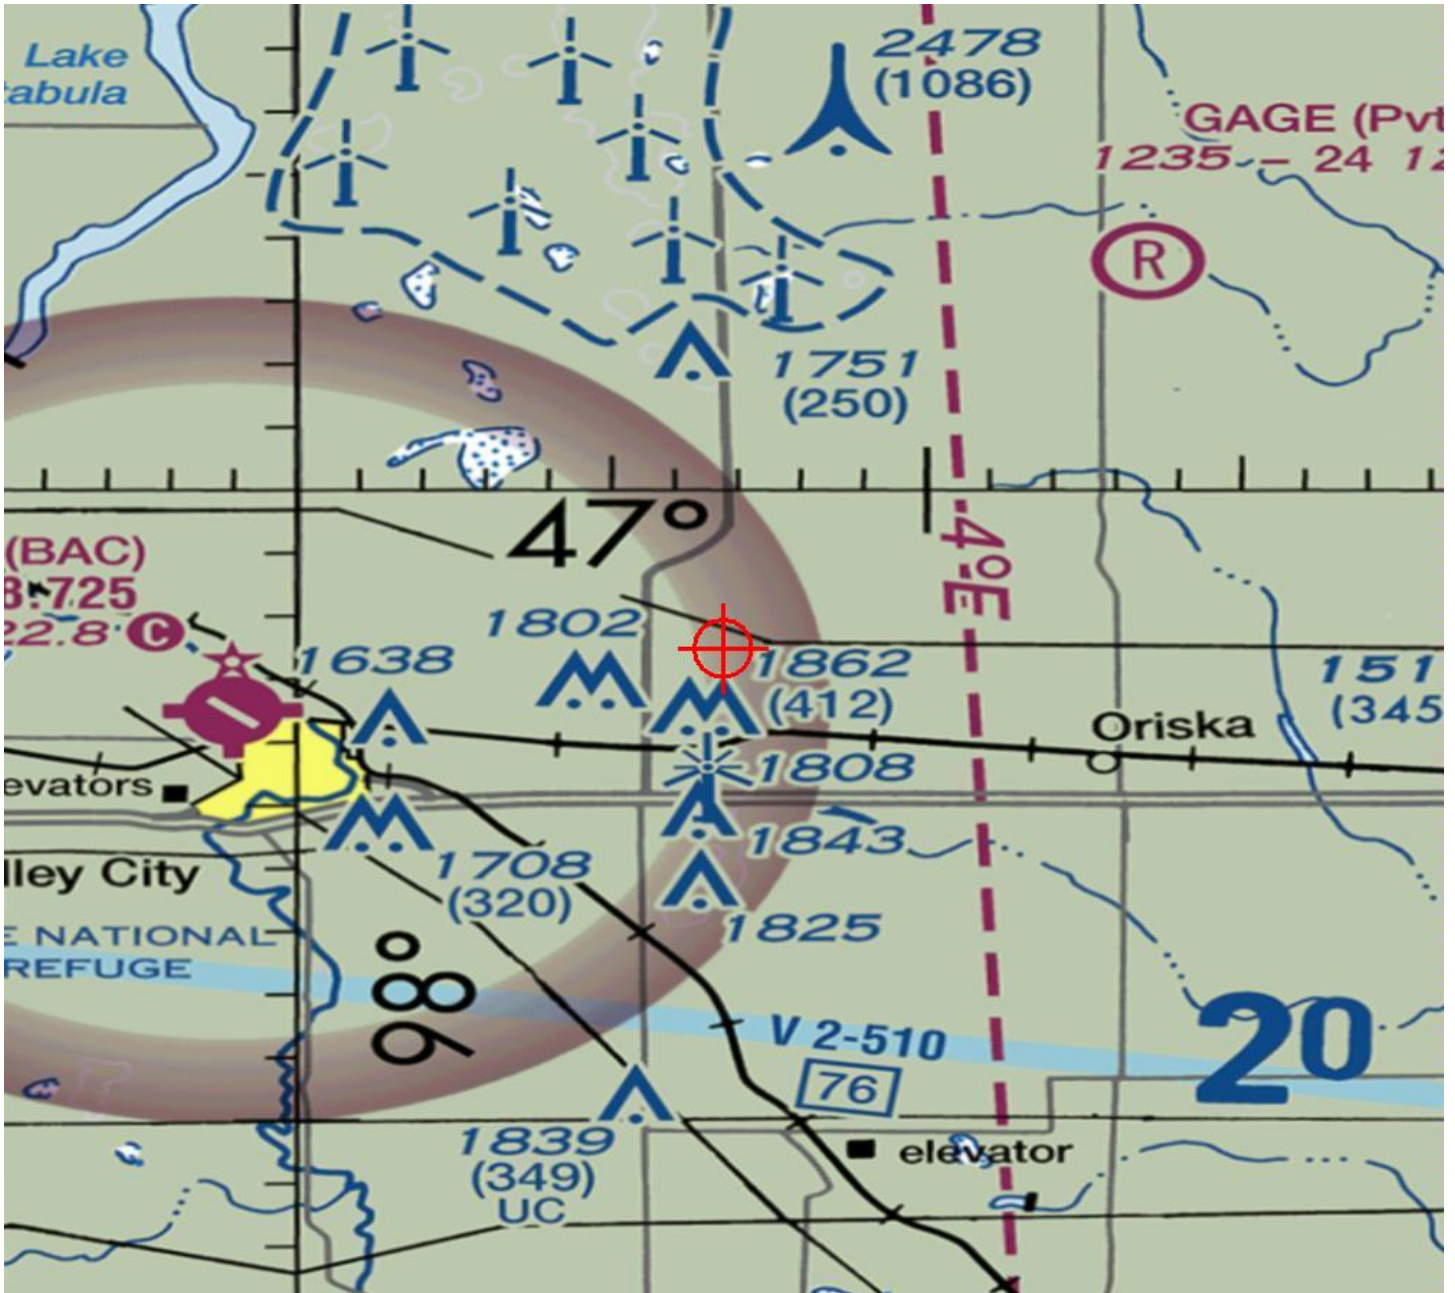 Lake
tabula
2478
(1086)
GAGE (Pvt
1235 - 24 12
R
1751
(250)
47°
4°E
(BAC)
8.725
22.8 C
1802
1638
1862
(412)
151
(345
Oriska
1808
evators
1843
lley City
1708
(320)
1825
E NATIONAL
REFUGE
98°
V 2-510
76
20
1839
(349)
UC
elevator